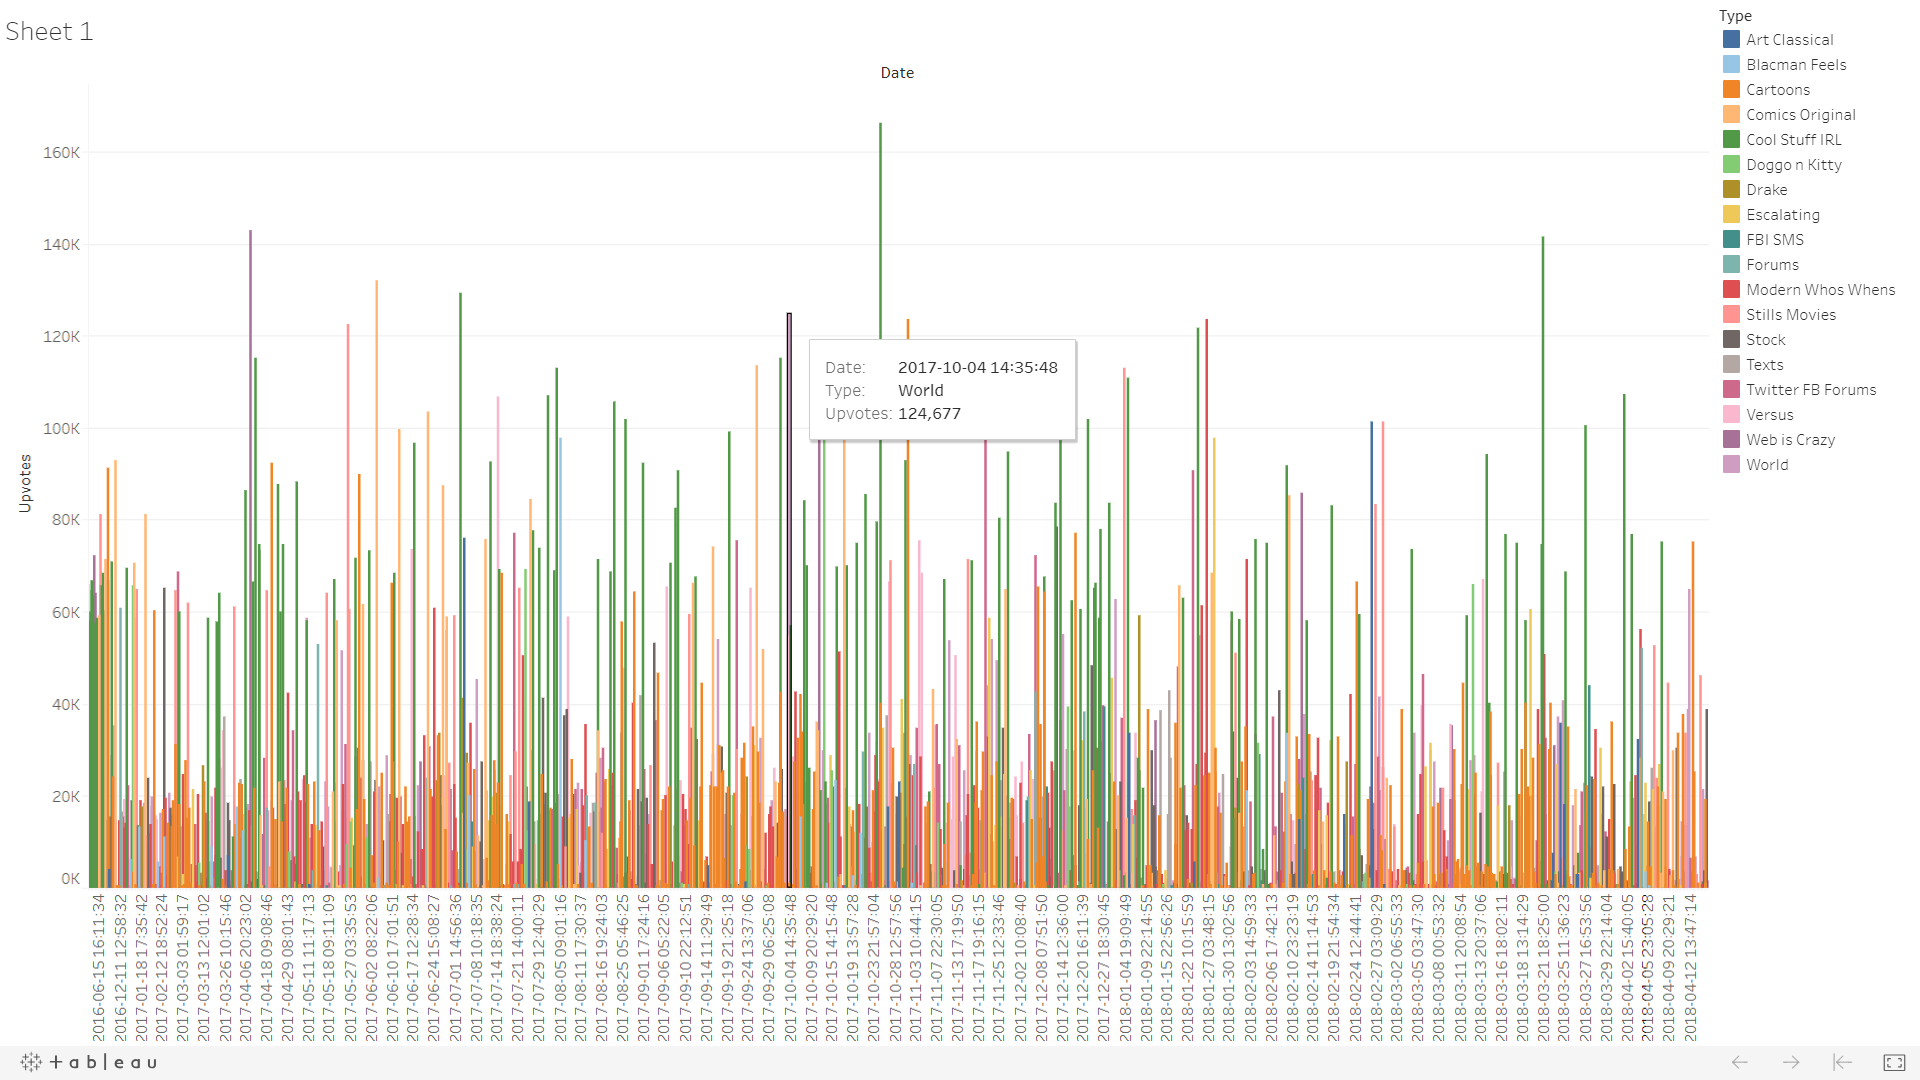 Sheet 1
Date
Upvotes
160K
140K
120K
100K
80K
60K
40K
20K
0K
Date: 2017-10-04 14:35:48
Type: World
Upvotes: 124,677
2016-06-15 16:11:34
2016-12-11 12:58:32
2017-01-18 17:35:42
2017-02-12 18:52:24
2017-03-03 01:59:17
2017-03-13 12:01:02
2017-03-26 10:15:46
2017-04-06 20:23:02
2017-04-18 09:08:46
2017-04-29 08:01:43
2017-05-11 11:17:13
2017-05-18 09:11:09
2017-05-27 03:35:53
2017-06-02 08:22:06
2017-06-10 17:01:51
2017-06-17 12:28:34
2017-06-24 15:08:27
2017-07-01 14:56:36
2017-07-08 10:18:35
2017-07-14 18:38:24
2017-07-21 14:00:11
2017-07-29 12:40:29
2017-08-05 09:01:16
2017-08-11 17:30:37
2017-08-16 19:24:03
2017-08-25 05:46:25
2017-09-01 17:24:16
2017-09-06 05:22:05
2017-09-10 22:12:51
2017-09-14 11:29:49
2017-09-19 21:25:18
2017-09-24 13:37:06
2017-09-29 06:25:08
2017-10-04 14:35:48
2017-10-09 20:29:20
2017-10-14 15:15:48
2017-10-19 13:57:28
2017-10-23 21:57:04
2017-10-28 12:57:56
2017-11-03 10:44:15
2017-11-07 22:30:05
2017-11-13 17:19:50
2017-11-17 19:16:15
2017-11-25 12:33:46
2017-12-02 10:08:40
2017-12-08 07:51:50
2017-12-14 12:36:00
2017-12-20 16:11:39
2017-12-27 18:30:45
2018-01-04 19:09:49
2018-01-09 22:14:55
2018-01-15 22:56:26
2018-01-22 10:15:59
2018-01-27 03:48:15
2018-01-30 13:02:56
2018-02-03 14:59:33
2018-02-06 17:42:13
2018-02-10 23:23:19
2018-02-14 11:14:53
2018-02-19 21:54:34
2018-02-24 12:44:41
2018-02-27 03:09:29
2018-03-02 06:55:33
2018-03-05 03:47:30
2018-03-08 00:53:32
2018-03-11 20:08:54
2018-03-13 20:37:06
2018-03-16 18:02:11
2018-03-18 13:14:29
2018-03-21 18:25:00
2018-03-25 11:36:23
2018-03-27 16:53:56
2018-03-29 22:14:04
2018-04-02 15:40:05
2018-04-05 23:05:28
2018-04-09 20:29:21
2018-04-12 13:47:14
Type
Art Classical
Blacman Feels
Cartoons
Comics Original
Cool Stuff IRL
Doggo n Kitty
Drake
Escalating
FBI SMS
Forums
Modern Whos Whens
Stills Movies
Stock
Texts
Twitter FB Forums
Versus
Web is Crazy
World
+ableau